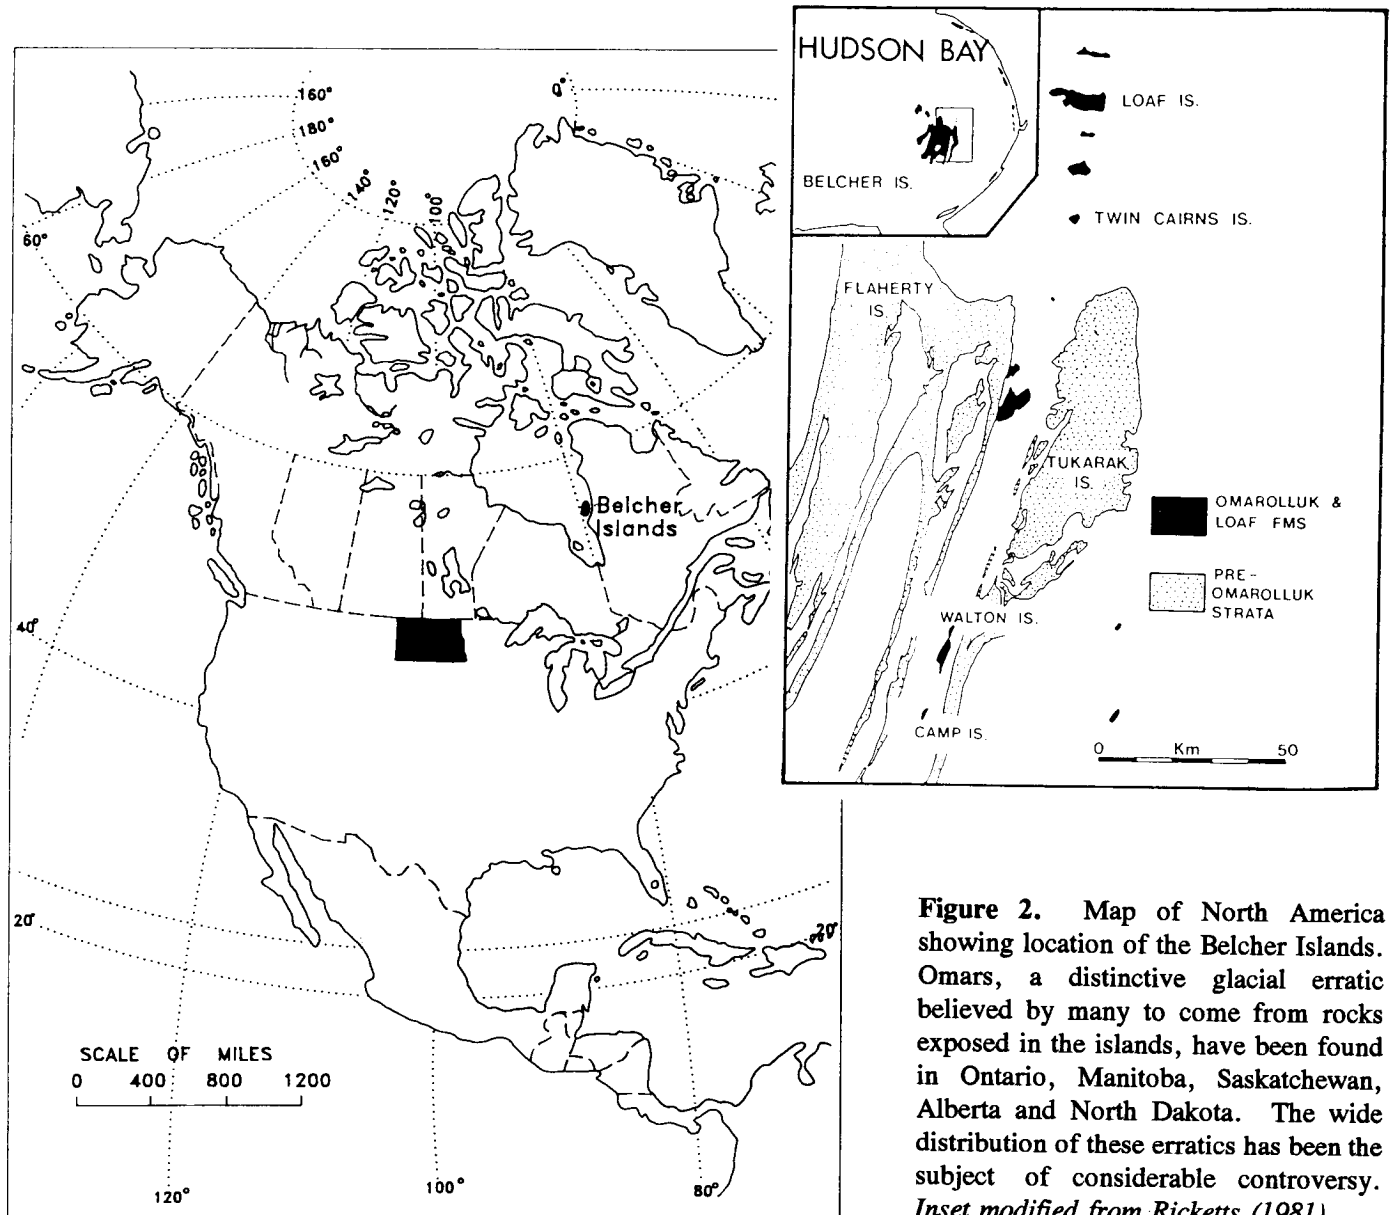 160°
180°
160°
140°
120°
100°
0°
60°
40°
20°
20°
Belcher
Islands
SCALE OF MILES
0 400 800 1200
120°
100°
80°
HUDSON BAY
BELCHER IS.
LOAF IS.
TWIN CAIRNS IS.
FLAHERTY
IS.
TUKARAK
IS.
OMAROLLUK &
LOAF FMS
PRE-
OMAROLLUK
STRATA
WALTON IS.
CAMP IS.
0 Km 50
Figure 2. Map of North America
showing location of the Belcher Islands.
Omars, a distinctive glacial erratic
believed by many to come from rocks
exposed in the islands, have been found
in Ontario, Manitoba, Saskatchewan,
Alberta and North Dakota. The wide
distribution of these erratics has been the
subject of considerable controversy.
Inset modified from Ricketts (1981)